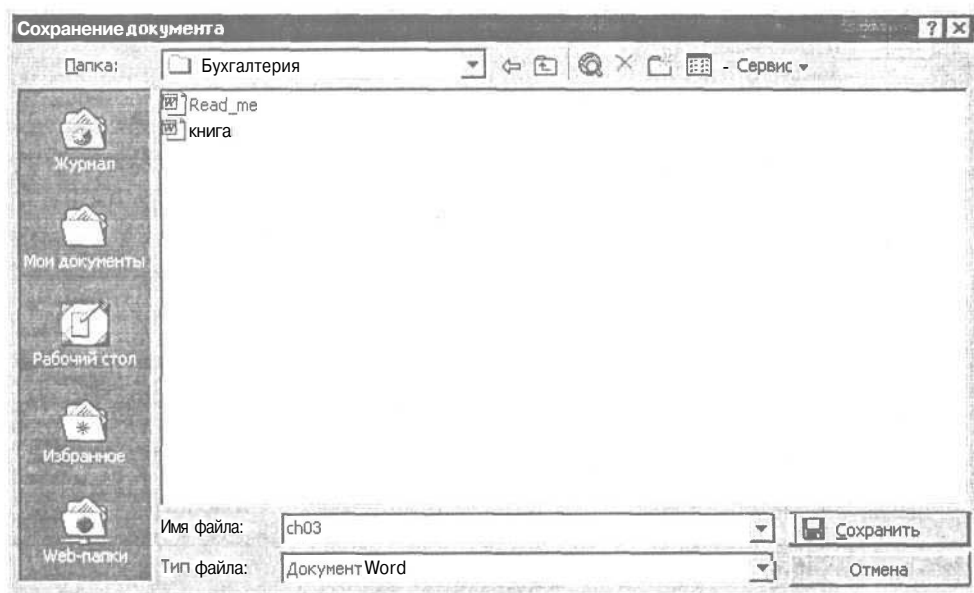 Сохранение документа
Папка: Бухгалтерия - Сервис
Read_me
книга
Журнал
Мои документы
Рабочий стол
Избранное
Web-папки
Имя файла: ch03 Сохранить
Тип файла: Документ Word Отмена